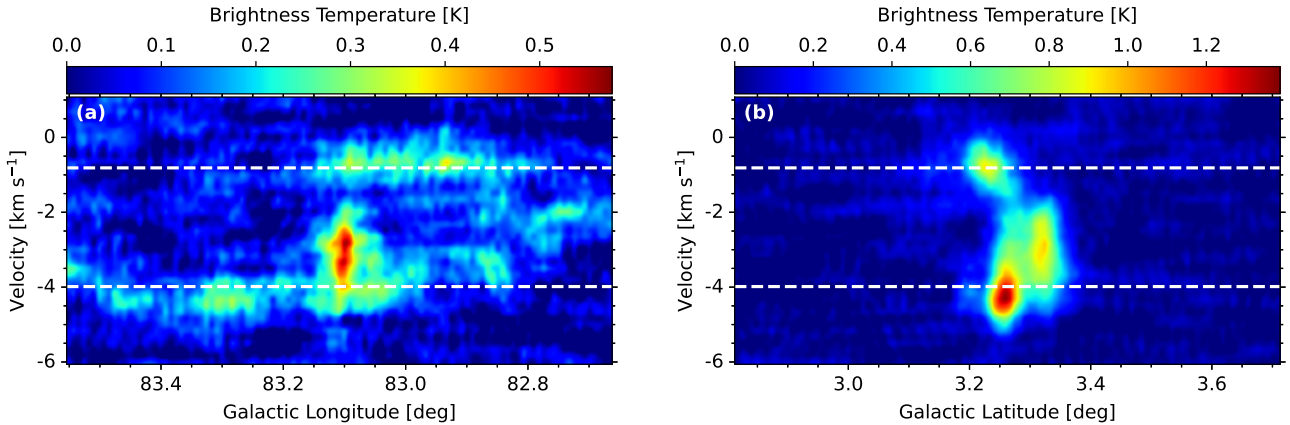 Brightness Temperature [K]
0.0 0.1 0.2 0.3 0.4 0.5
(a)
0
-2
-4
-6
Velocity [km s⁻¹]
83.4 83.2 83.0 82.8
Galactic Longitude [deg]
Brightness Temperature [K]
0.0 0.2 0.4 0.6 0.8 1.0 1.2
(b)
0
-2
-4
-6
Velocity [km s⁻¹]
3.0 3.2 3.4 3.6
Galactic Latitude [deg]